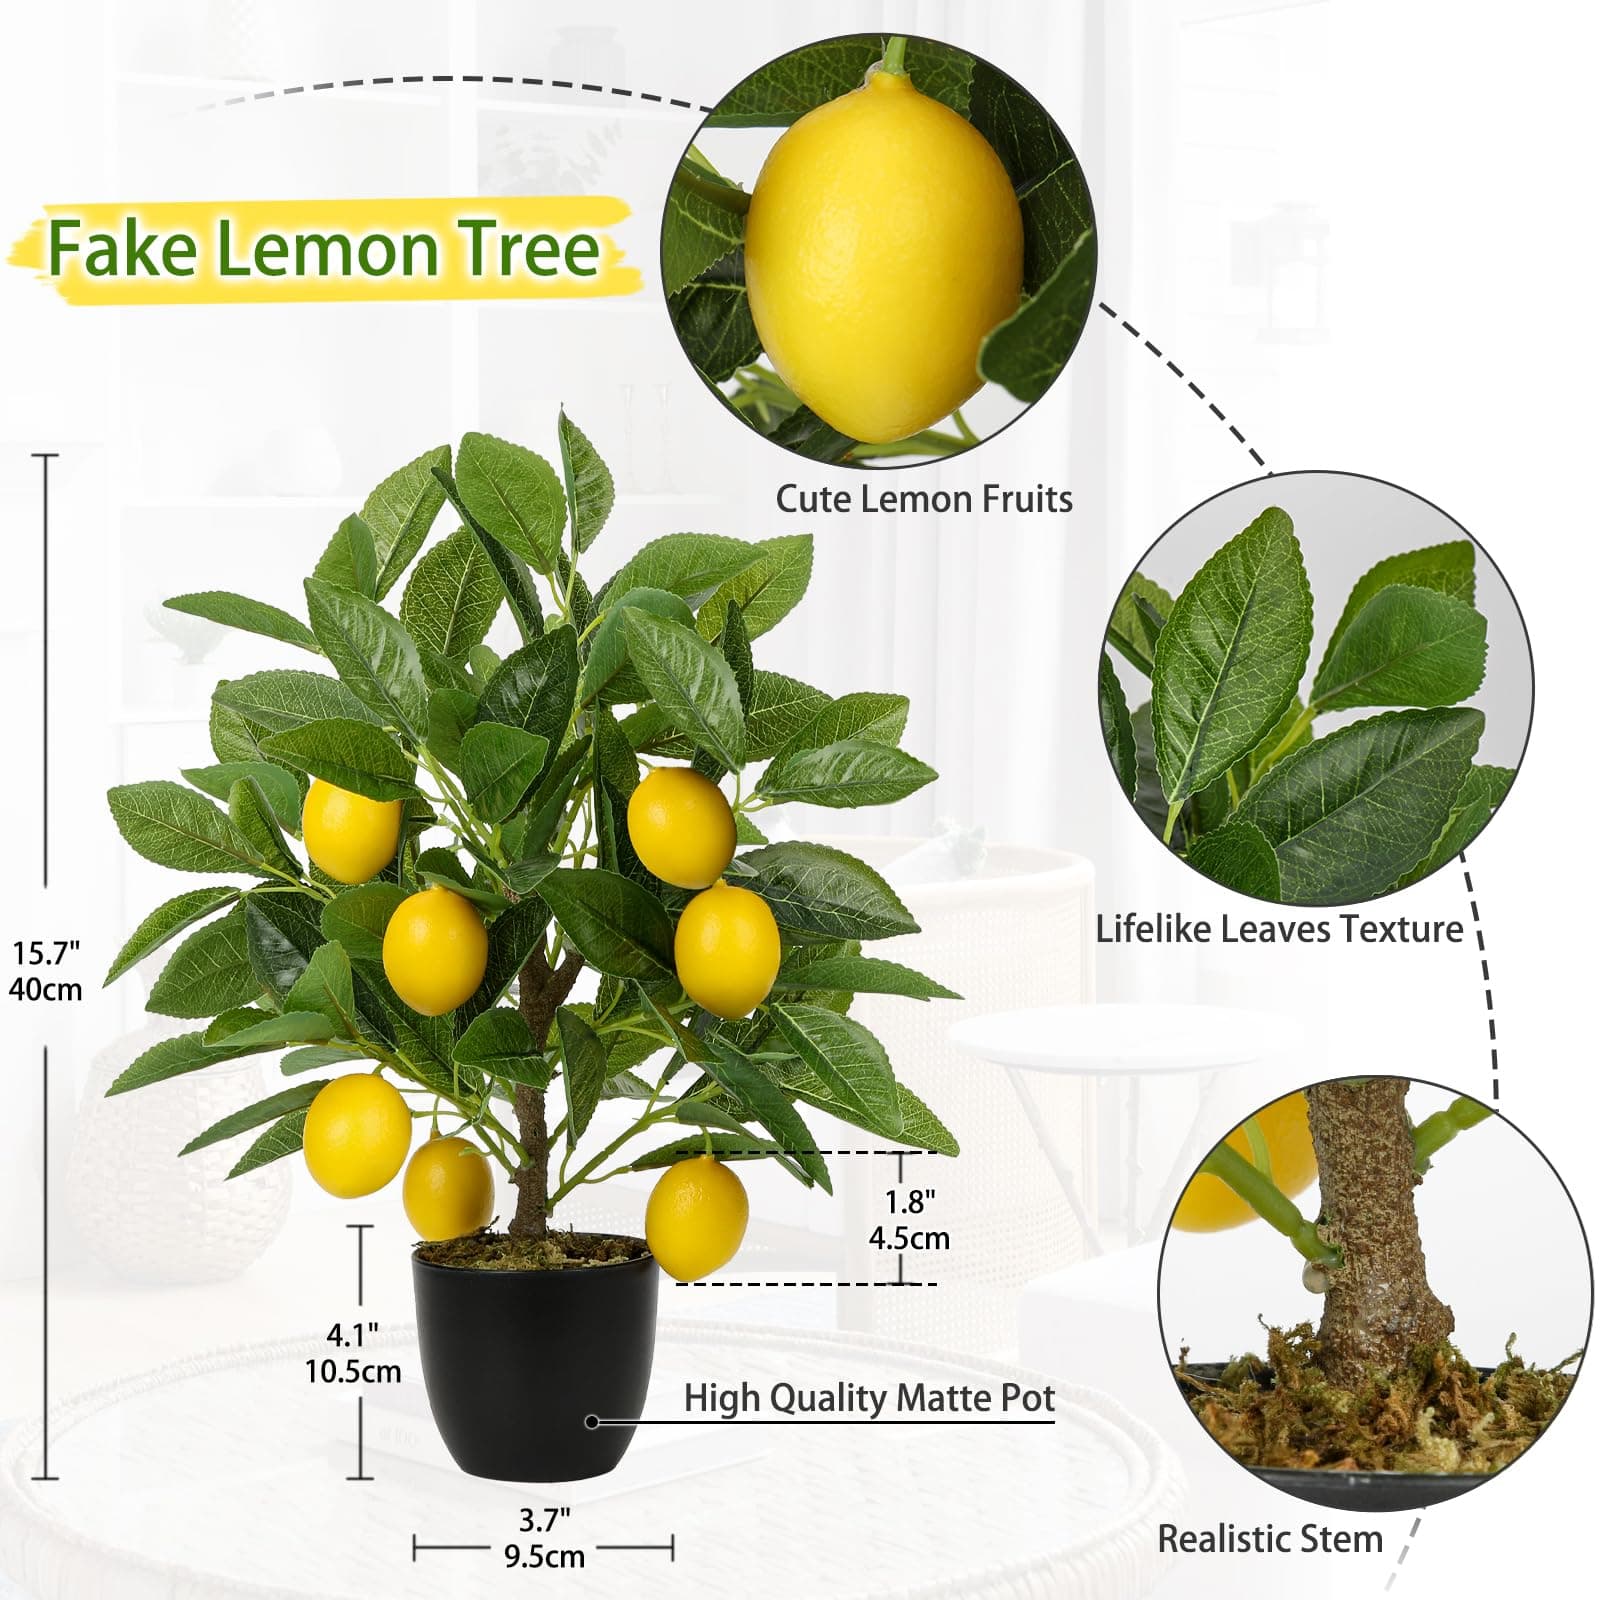 Fake Lemon Tree
Cute Lemon Fruits
Lifelike Leaves Texture
15.7"
40cm
1.8"
4.5cm
4.1"
10.5cm
High Quality Matte Pot
3.7"
9.5cm
Realistic Stem